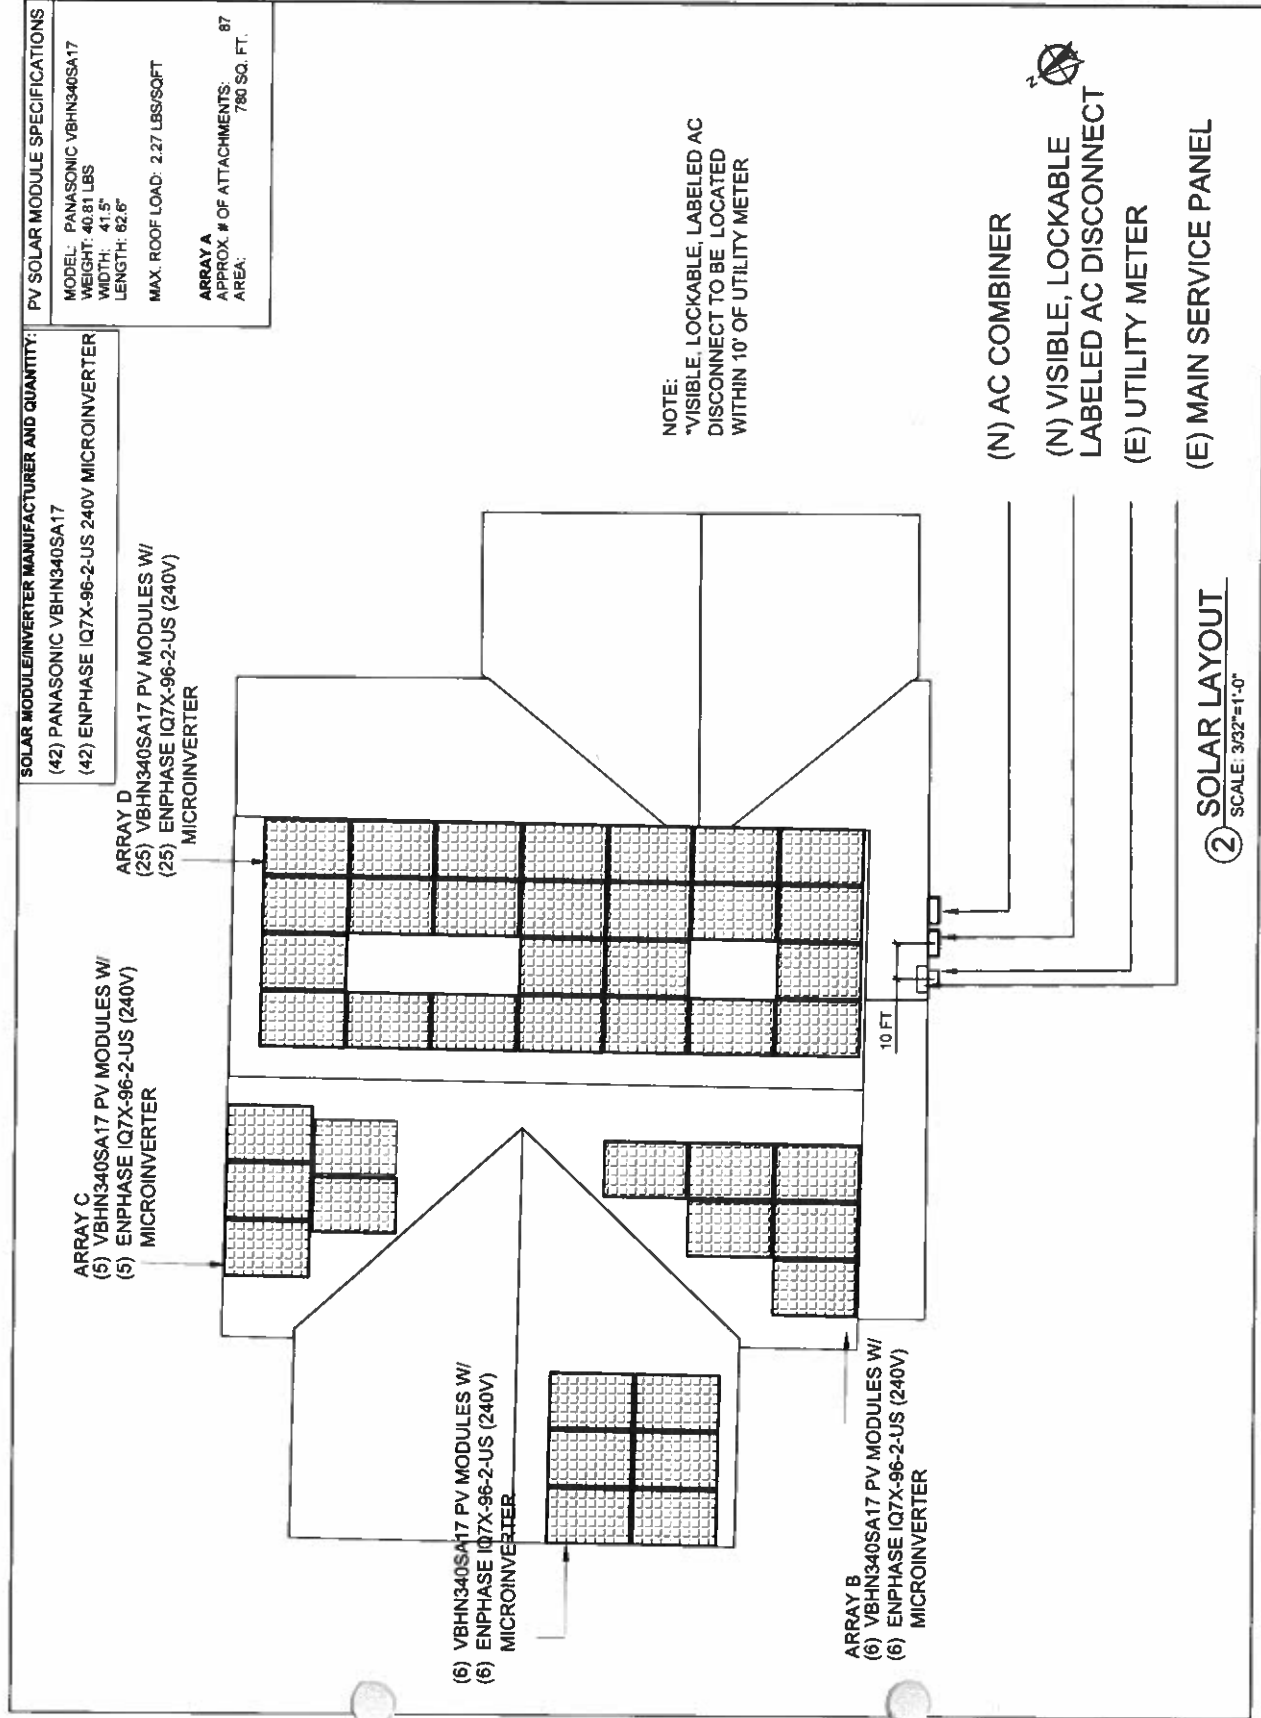 SOLAR MODULE/INVERTER MANUFACTURER AND QUANTITY:
(42) PANASONIC VBHN340SA17
(42) ENPHASE IQ7X-96-2-US 240V MICROINVERTER
PV SOLAR MODULE SPECIFICATIONS
MODEL: PANASONIC VBHN340SA17
WEIGHT: 40.81 LBS
WIDTH: 41.5"
LENGTH: 62.6"
MAX. ROOF LOAD: 2.27 LBS/SQFT
ARRAY A
APPROX. # OF ATTACHMENTS: 87
AREA: 780 SQ. FT.
ARRAY C
(5) VBHN340SA17 PV MODULES W/
(5) ENPHASE IQ7X-96-2-US (240V)
MICROINVERTER
ARRAY D
(25) VBHN340SA17 PV MODULES W/
(25) ENPHASE IQ7X-96-2-US (240V)
MICROINVERTER
(6) VBHN340SA17 PV MODULES W/
(6) ENPHASE IQ7X-96-2-US (240V)
MICROINVERTER
NOTE:
*VISIBLE, LOCKABLE, LABELED AC
DISCONNECT TO BE LOCATED
WITHIN 10' OF UTILITY METER
ARRAY B
(6) VBHN340SA17 PV MODULES W/
(6) ENPHASE IQ7X-96-2-US (240V)
MICROINVERTER
10 FT
Z
(N) AC COMBINER
(N) VISIBLE, LOCKABLE
LABELED AC DISCONNECT
(E) UTILITY METER
(E) MAIN SERVICE PANEL
2 SOLAR LAYOUT
SCALE: 3/32"=1'-0"